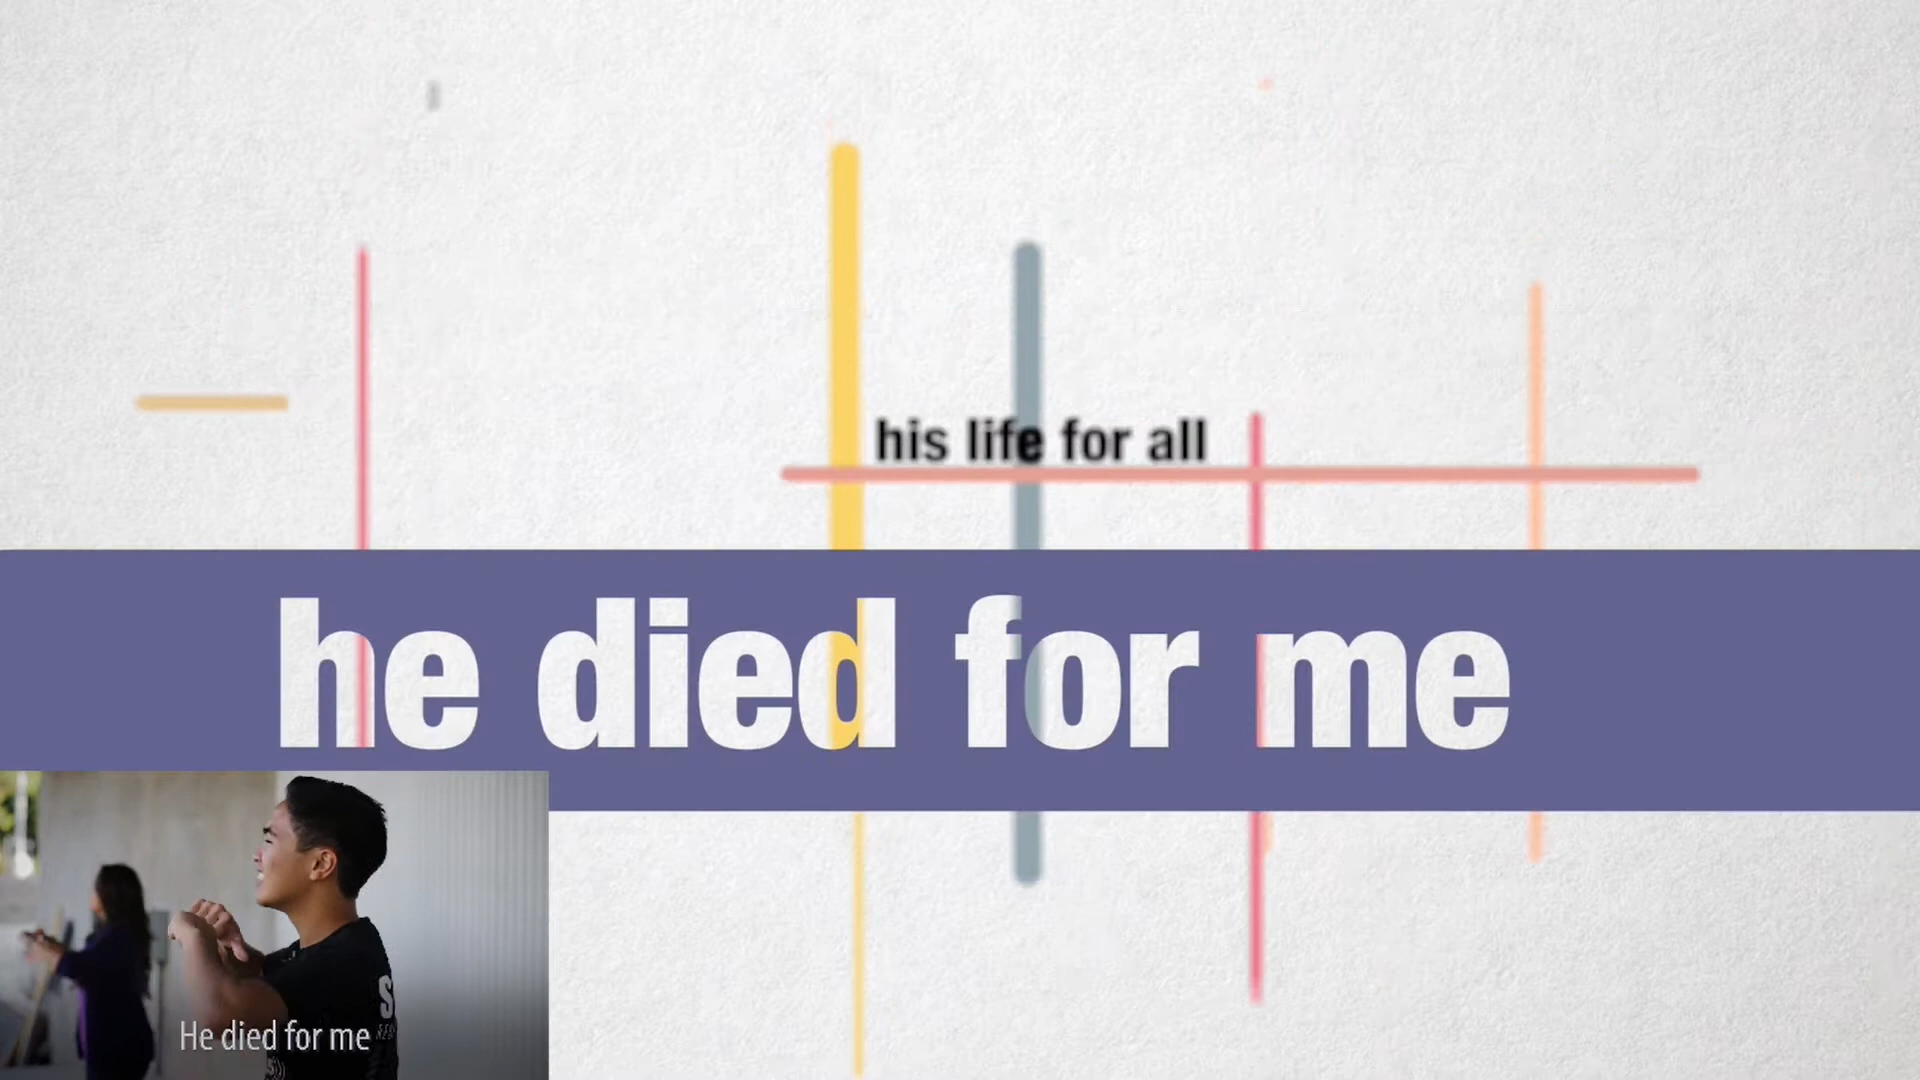 his life for all
he died for me
S
He died for me